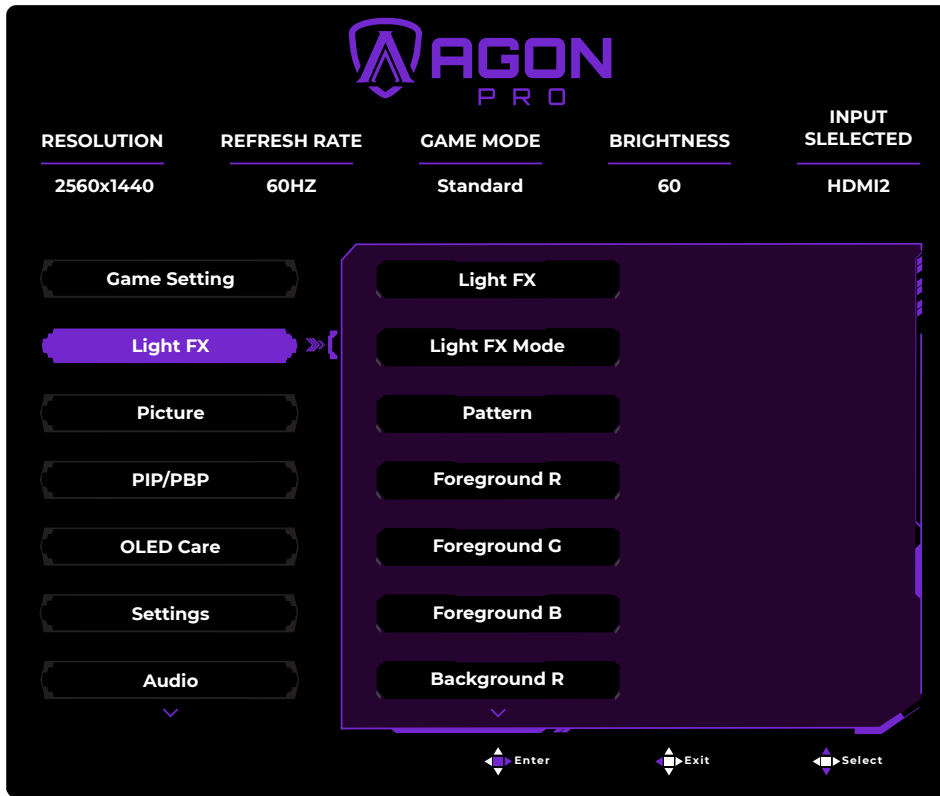 AGON
PRO
RESOLUTION
REFRESH RATE
GAME MODE
BRIGHTNESS
INPUT
SLELECTED
2560x1440
60HZ
Standard
60
HDMI2
Game Setting
Light FX
Picture
PIP/PBP
OLED Care
Settings
Audio
Light FX
Light FX Mode
Pattern
Foreground R
Foreground G
Foreground B
Background R
Enter
Exit
Select